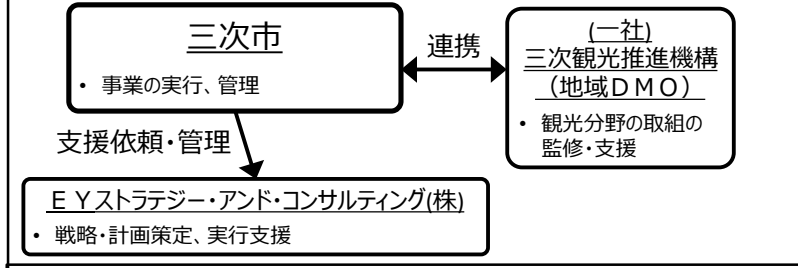 三次市
• 事業の実行、管理
連携
(一社)
三次観光推進機構
（地域ＤＭＯ）
• 観光分野の取組の
監修・支援
支援依頼・管理
ＥＹストラテジー・アンド・コンサルティング(株)
• 戦略・計画策定、実行支援